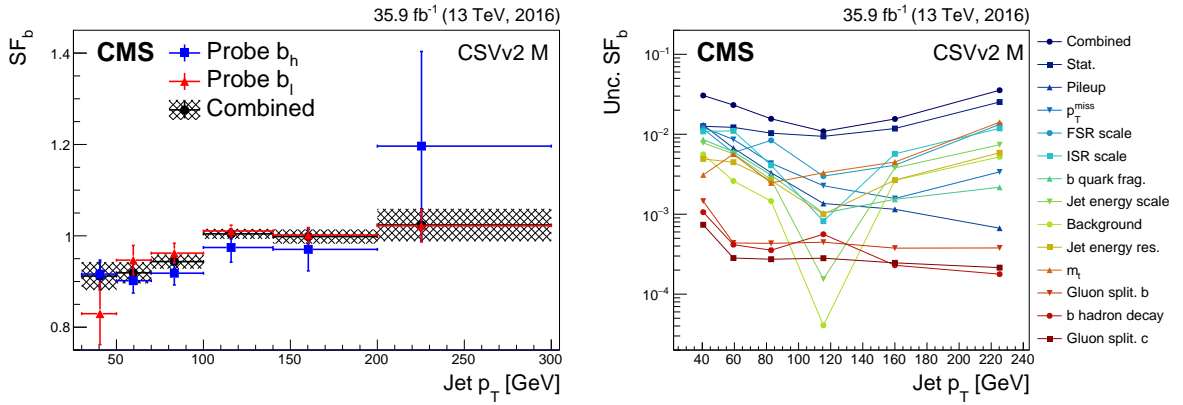 35.9 fb⁻¹ (13 TeV, 2016)
SF_b
CMS
CSVv2 M
Probe b_h
Probe b_l
Combined
1.4
1.2
1
0.8
50
100
150
200
250
300
Jet p_T [GeV]
35.9 fb⁻¹ (13 TeV, 2016)
Unc. SF_b
CMS
CSVv2 M
10⁻¹
10⁻²
10⁻³
10⁻⁴
20 40 60 80 100 120 140 160 180 200 220 240
Jet p_T [GeV]
Combined
Stat.
Pileup
p_T^miss
FSR scale
ISR scale
b quark frag.
Jet energy scale
Background
Jet energy res.
m_t
Gluon split. b
b hadron decay
Gluon split. c